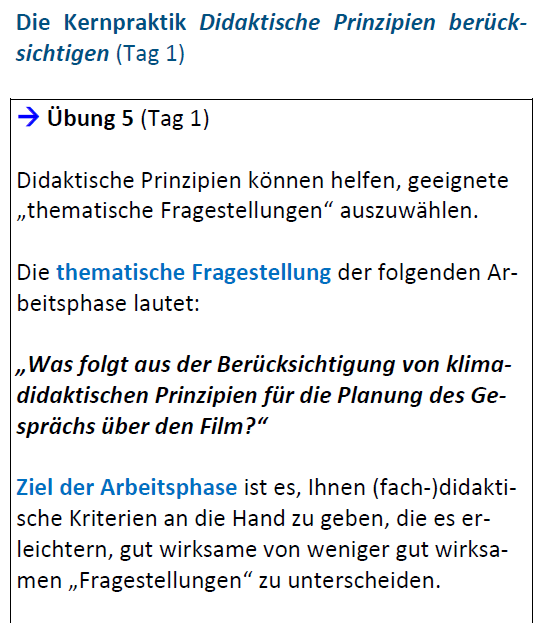 Die Kernpraktik Didaktische Prinzipien berück-
sichtigen (Tag 1)
→ Übung 5 (Tag 1)
Didaktische Prinzipien können helfen, geeignete
„thematische Fragestellungen“ auszuwählen.
Die thematische Fragestellung der folgenden Ar-
beitsphase lautet:
„Was folgt aus der Berücksichtigung von klima-
didaktischen Prinzipien für die Planung des Ge-
sprächs über den Film?“
Ziel der Arbeitsphase ist es, Ihnen (fach-)didakti-
sche Kriterien an die Hand zu geben, die es er-
leichtern, gut wirksame von weniger gut wirksa-
men „Fragestellungen“ zu unterscheiden.